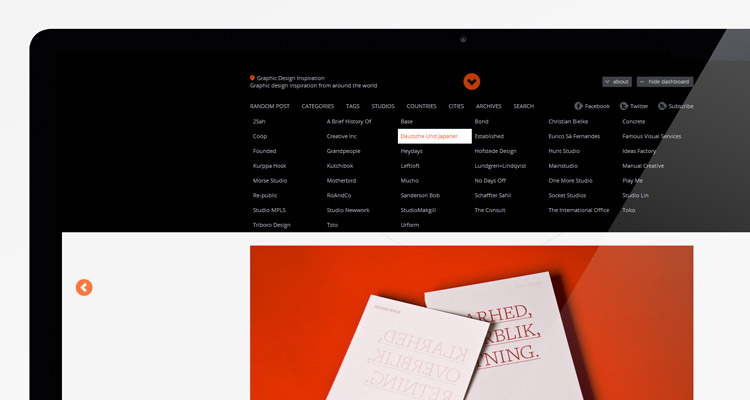 Graphic Design Inspiration
Graphic design inspiration from around the world
about
hide dashboard
RANDOM POST CATEGORIES TAGS STUDIOS COUNTRIES CITIES ARCHIVES SEARCH Facebook Twitter Subscribe
25ah A Brief History Of Base Bond Christian Bielke Concrete
Coöp Creative Inc Deutsche Und Japaner Established Eurico Sá Fernandes Famous Visual Services
Founded Grandpeople Heydays Hofstede Design Hunt Studio Ideas Factory
Kurppa Hosk Kutchibok Leftloft Lundgren+Lindqvist Mainstudio Manual Creative
Morse Studio Motherbird Mucho No Days Off One More Studio Play Me
Re-public RoAndCo Sanderson Bob Schaffter Sahli Socket Studios Studio Lin
Studio MPLS Studio Newwork StudioMakgill The Consult The International Office Toko
Triboro Design Tsto Urform
KLARHED,
OVERBLIK,
RETNING.
ARHED,
RBLIK,
NING.